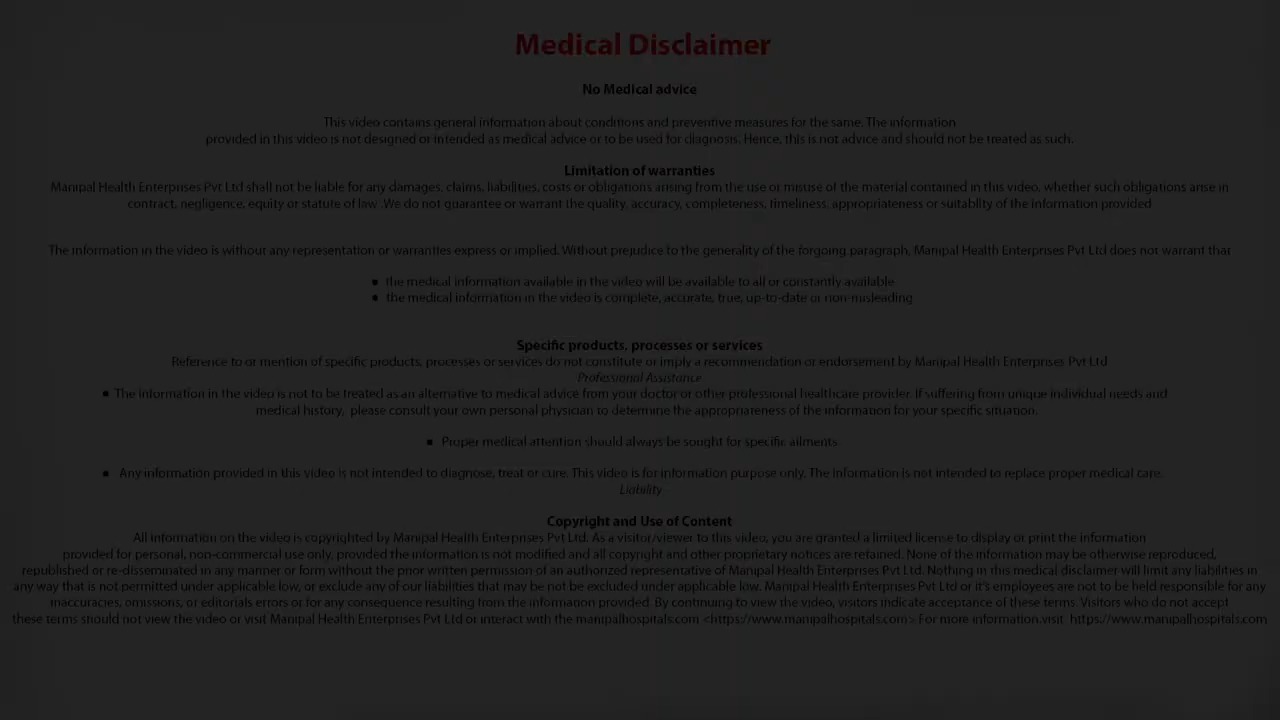 Medical Disclaimer
No Medical advice
This video contains general information about conditions and preventive measures for the same. The information
provided in this video is not designed or intended as medical advice or to be used for diagnosis. Hence, this is not advice and should not be treated as such.
Limitation of warranties
Manipal Health Enterprises Pvt Ltd shall not be liable for any damages, claims, liabilities, costs or obligations arising from the use or misuse of the material contained in this video, whether such obligations arise in
contract, negligence, equity or statute of law .We do not guarantee or warrant the quality, accuracy, completeness, timeliness, appropriateness or suitablity of the information provided
The information in the video is without any representation or warranties express or implied. Without prejudice to the generality of the forgoing paragraph, Manipal Health Enterprises Pvt Ltd does not warrant that
● the medical information available in the video will be available to all or constantly available
● the medical information in the video is complete, accurate, true, up-to-date or non-misleading
Specific products, processes or services
Reference to or mention of specific products, processes or services do not constitute or imply a recommendation or endorsement by Manipal Health Enterprises Pvt Ltd
Professional Assistance
● The information in the video is not to be treated as an alternative to medical advice from your doctor or other professional healthcare provider. If suffering from unique individual needs and
medical history, please consult your own personal physician to determine the appropriateness of the information for your specific situation.
● Proper medical attention should always be sought for specific ailments
● Any information provided in this video is not intended to diagnose, treat or cure. This video is for information purpose only. The information is not intended to replace proper medical care.
Liability
Copyright and Use of Content
All information on the video is copyrighted by Manipal Health Enterprises Pvt Ltd. As a visitor/viewer to this video, you are granted a limited license to display or print the information
provided for personal, non-commercial use only, provided the information is not modified and all copyright and other proprietary notices are retained. None of the information may be otherwise reproduced,
republished or re-disseminated in any manner or form without the prior written permission of an authorized representative of Manipal Health Enterprises Pvt Ltd. Nothing in this medical disclaimer will limit any liabilities in
any way that is not permitted under applicable low, or exclude any of our liabilities that may be not be excluded under applicable low. Manipal Health Enterprises Pvt Ltd or it's employees are not to be held responsible for any
inaccuracies, omissions, or editorials errors or for any consequence resulting from the information provided. By continuing to view the video, visitors indicate acceptance of these terms. Visitors who do not accept
these terms should not view the video or visit Manipal Health Enterprises Pvt Ltd or interact with the manipalhospitals.com <https://www.manipalhospitals.com> For more information.visit https://www.manipalhospitals.com